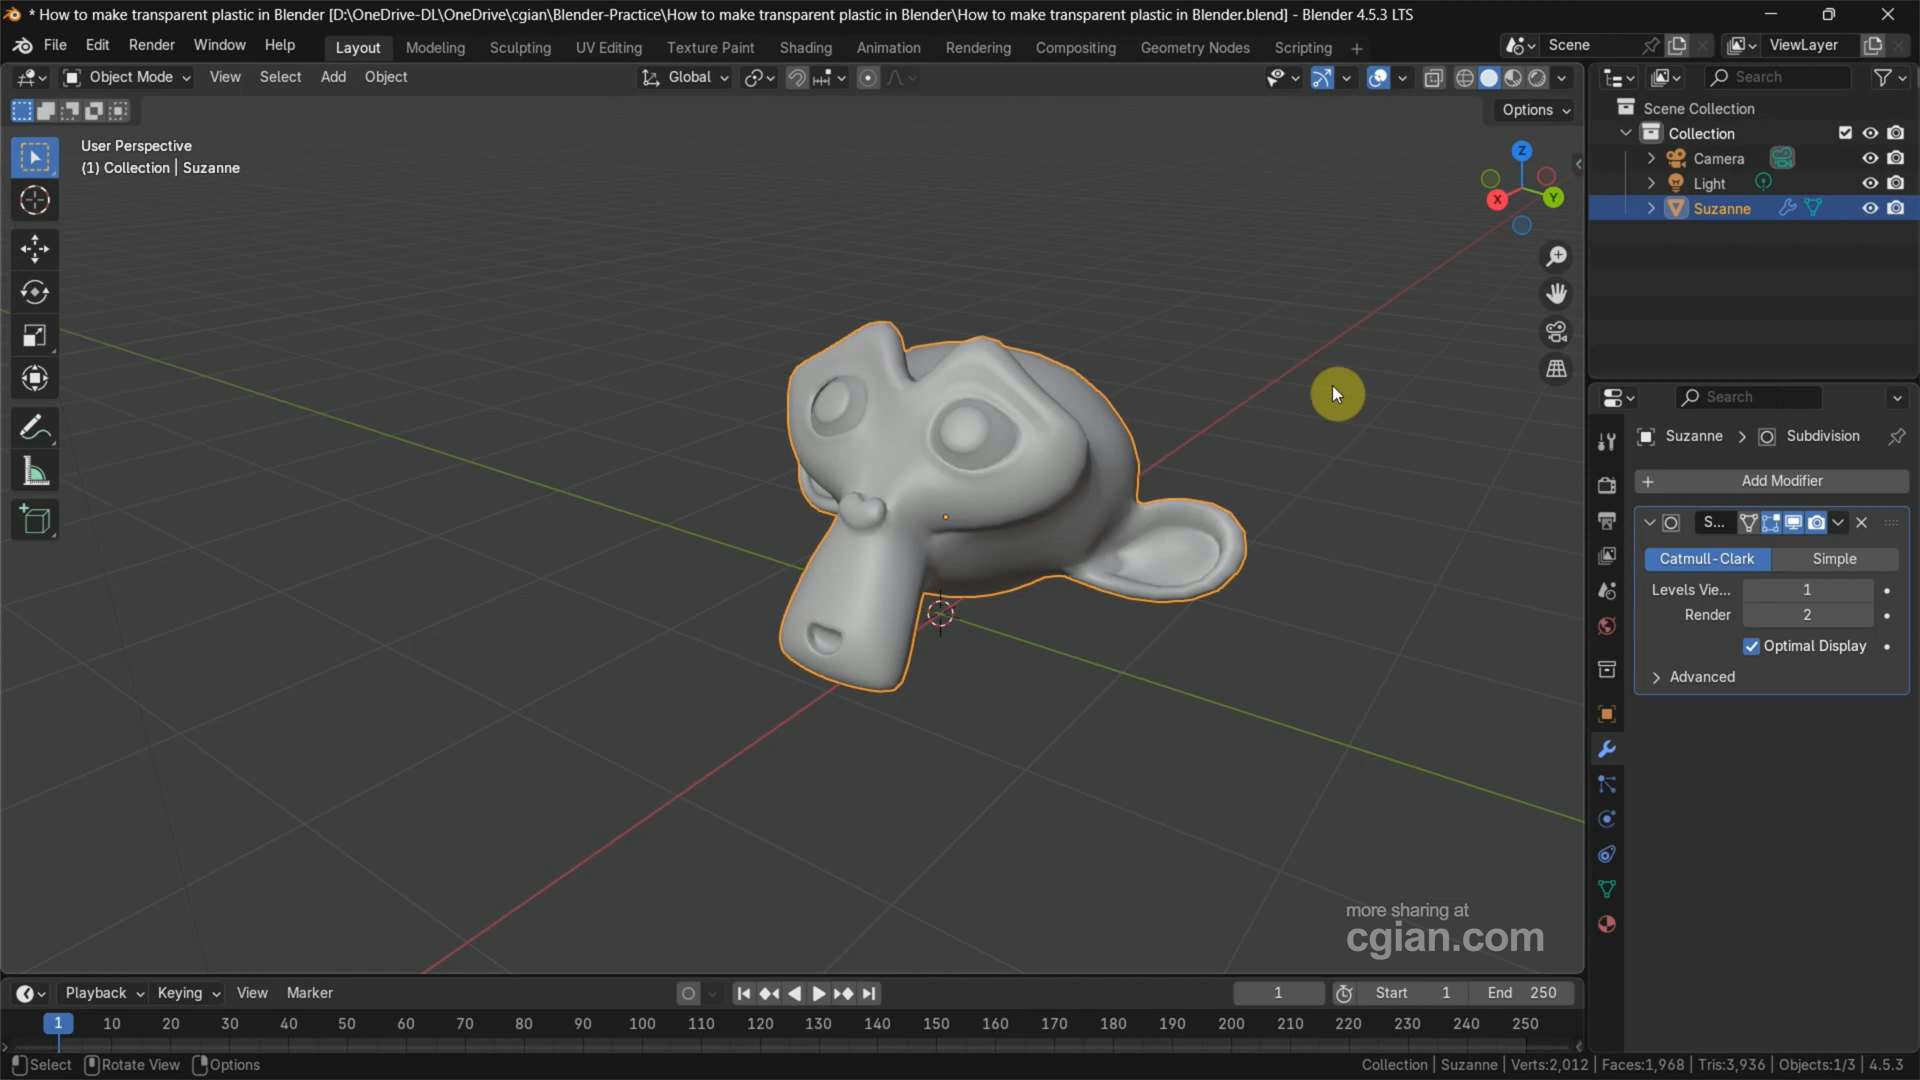 * How to make transparent plastic in Blender [D:\OneDrive-DL\OneDrive\cgian\Blender-Practice\How to make transparent plastic in Blender\How to make transparent plastic in Blender.blend] - Blender 4.5.3 LTS
File Edit Render Window Help Layout Modeling Sculpting UV Editing Texture Paint Shading Animation Rendering Compositing Geometry Nodes Scripting + Scene ViewLayer
Object Mode View Select Add Object Global Search
Options
User Perspective
(1) Collection | Suzanne
Z
X
Y
Scene Collection
Collection
Camera
Light
Suzanne
Search
Suzanne > Subdivision
+ Add Modifier
S...
Catmull-Clark Simple
Levels Vie... 1
Render 2
Optimal Display
Advanced
more sharing at
cgian.com
Playback Keying View Marker 1 Start 1 End 250
1 10 20 30 40 50 60 70 80 90 100 110 120 130 140 150 160 170 180 190 200 210 220 230 240 250
Select Rotate View Options Collection | Suzanne | Verts:2,012 | Faces:1,968 | Tris:3,936 | Objects:1/3 | 4.5.3